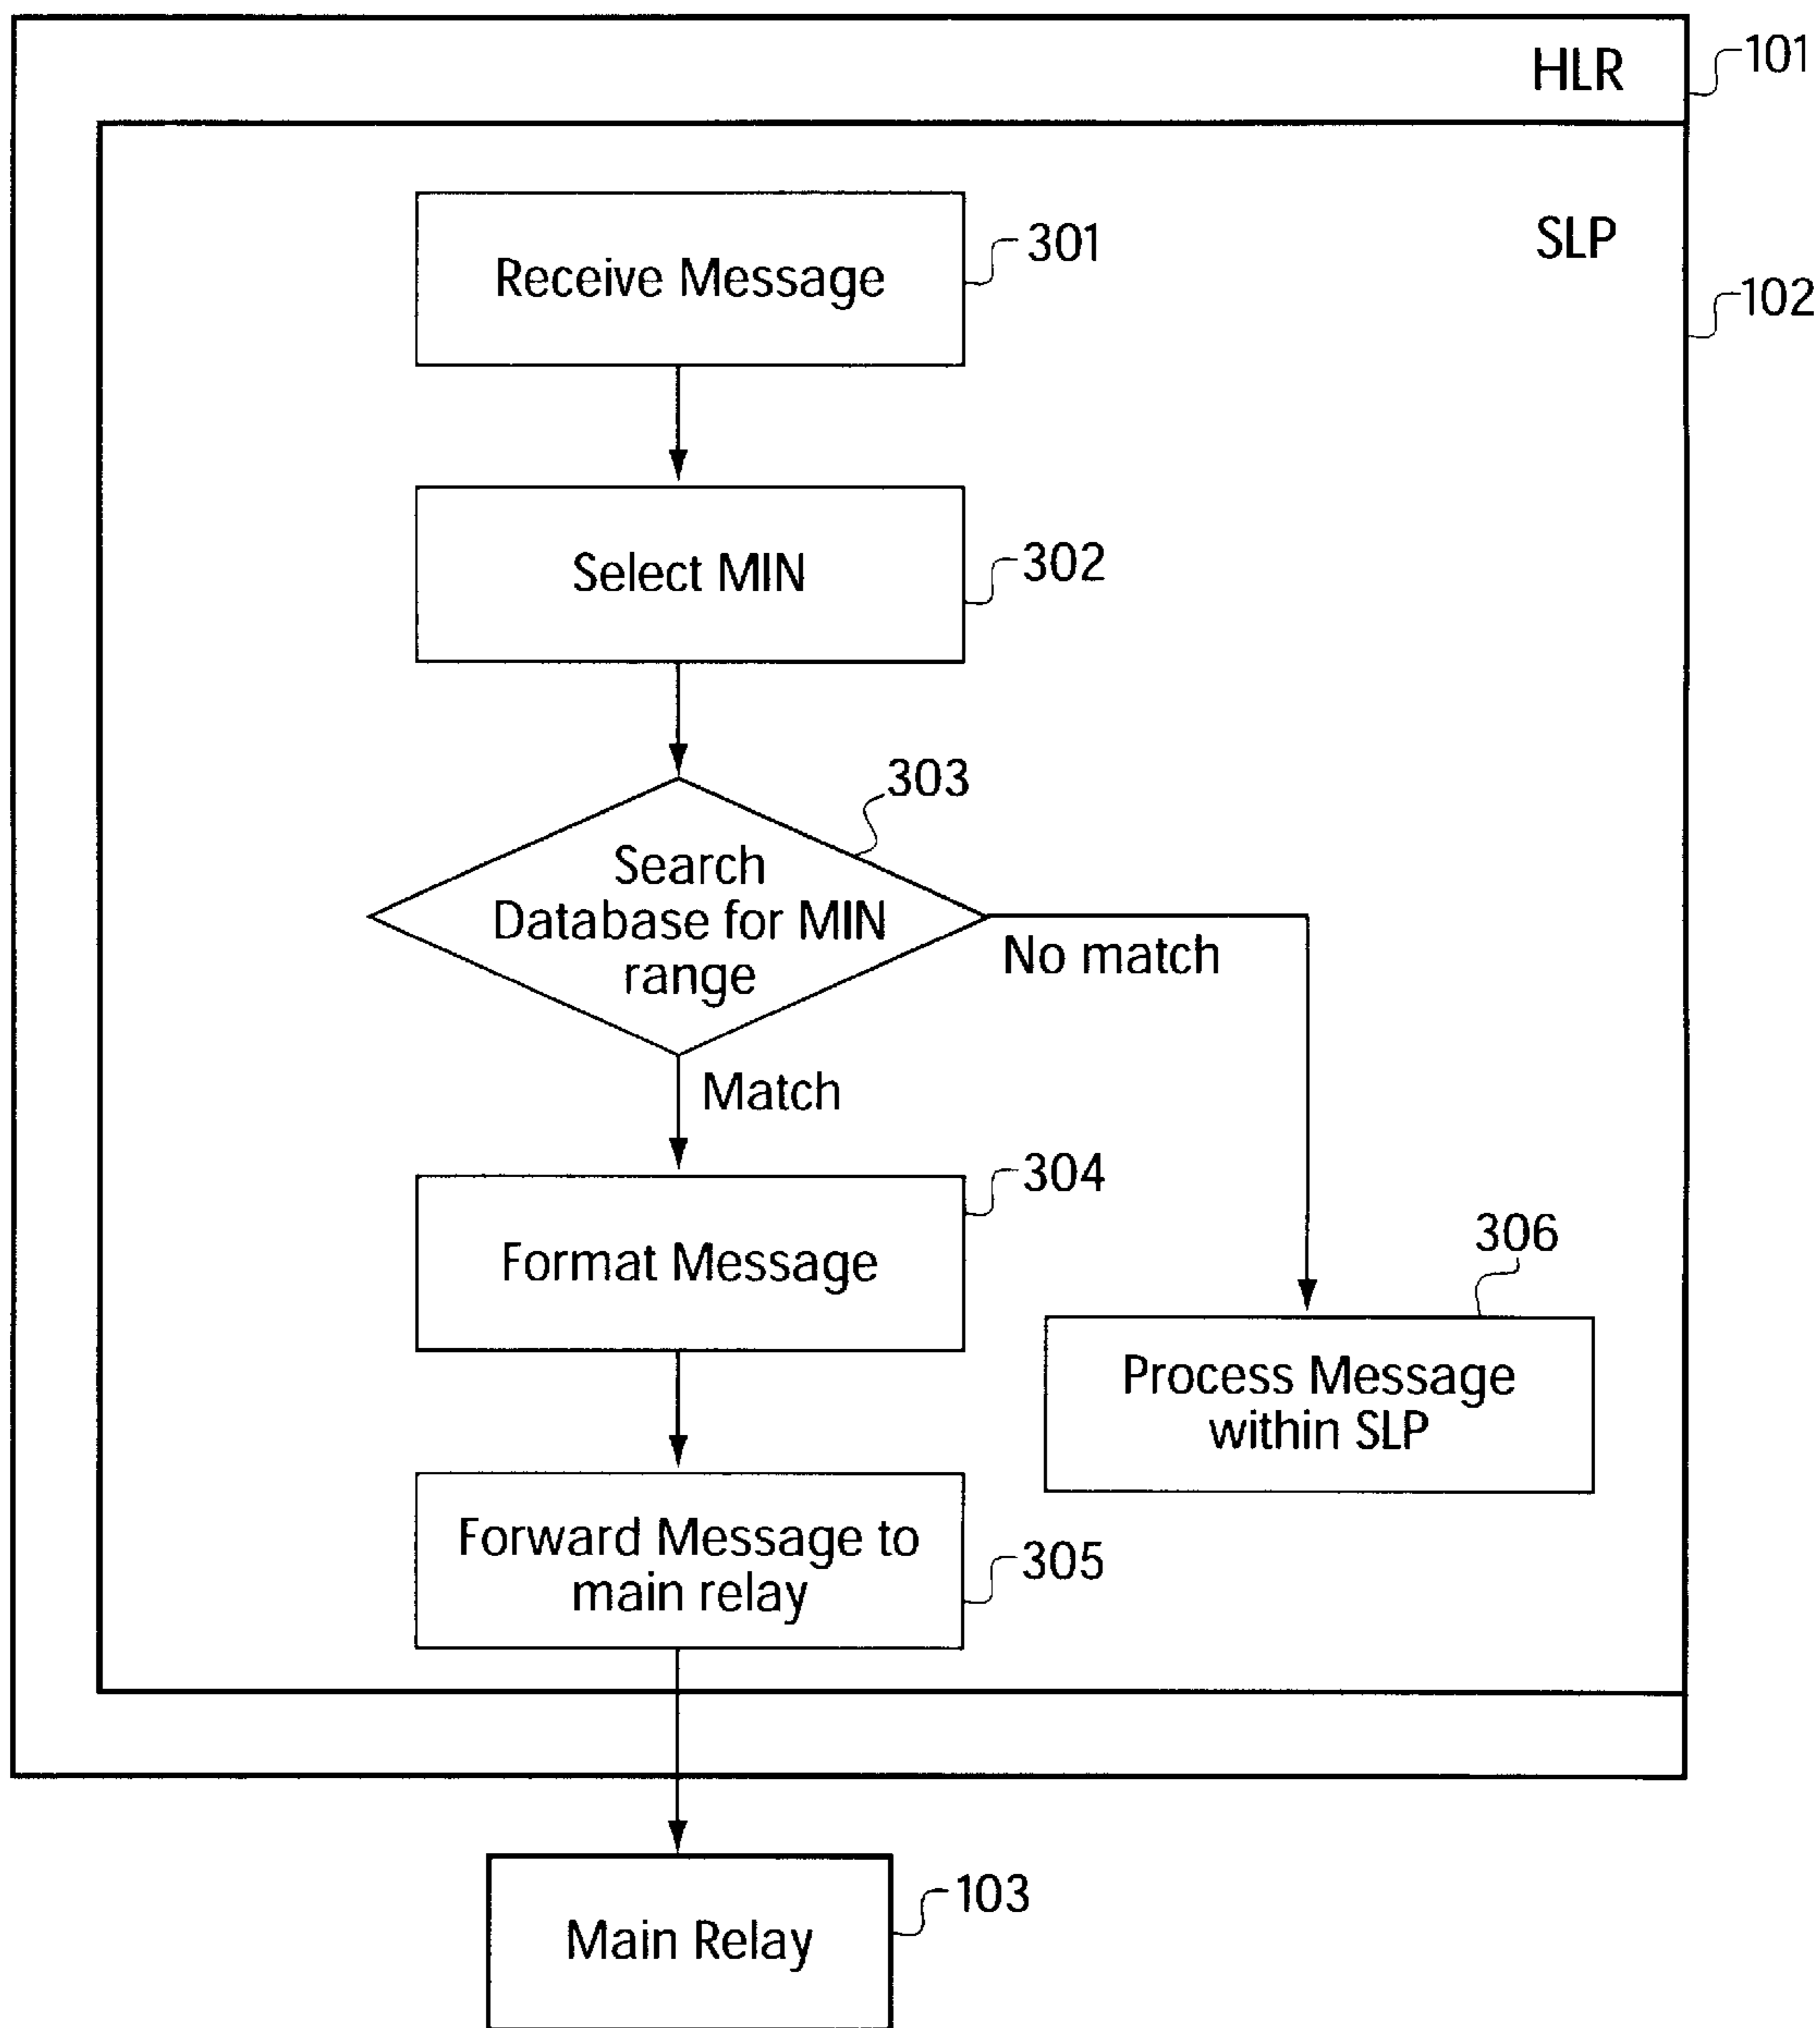 HLR
101
SLP
102
Receive Message
301
Select MIN
302
303
Search
Database for MIN
range
No match
Match
304
Format Message
306
Process Message
within SLP
Forward Message to
main relay
305
103
Main Relay